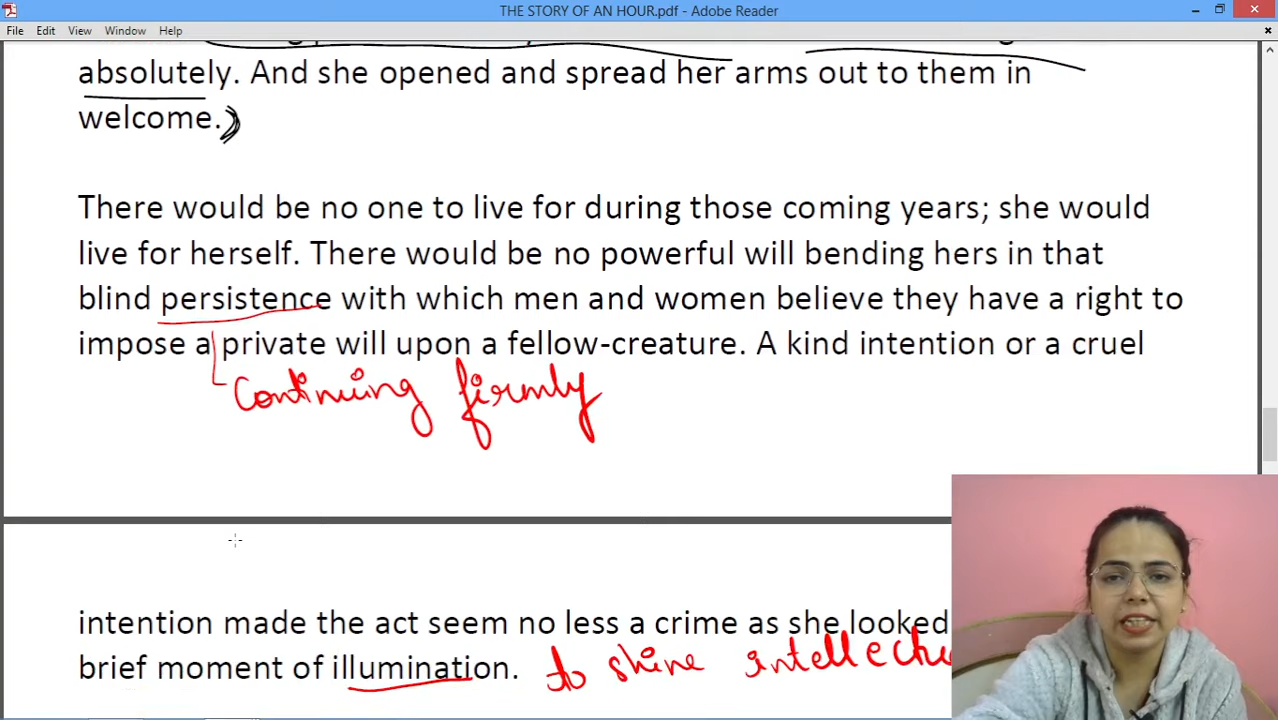 THE STORY OF AN HOUR.pdf - Adobe Reader
File Edit View Window Help
absolutely. And she opened and spread her arms out to them in
welcome.
There would be no one to live for during those coming years; she would
live for herself. There would be no powerful will bending hers in that
blind persistence with which men and women believe they have a right to
impose a private will upon a fellow-creature. A kind intention or a cruel
Continuing firmly
intention made the act seem no less a crime as she looked
brief moment of illumination. to shine